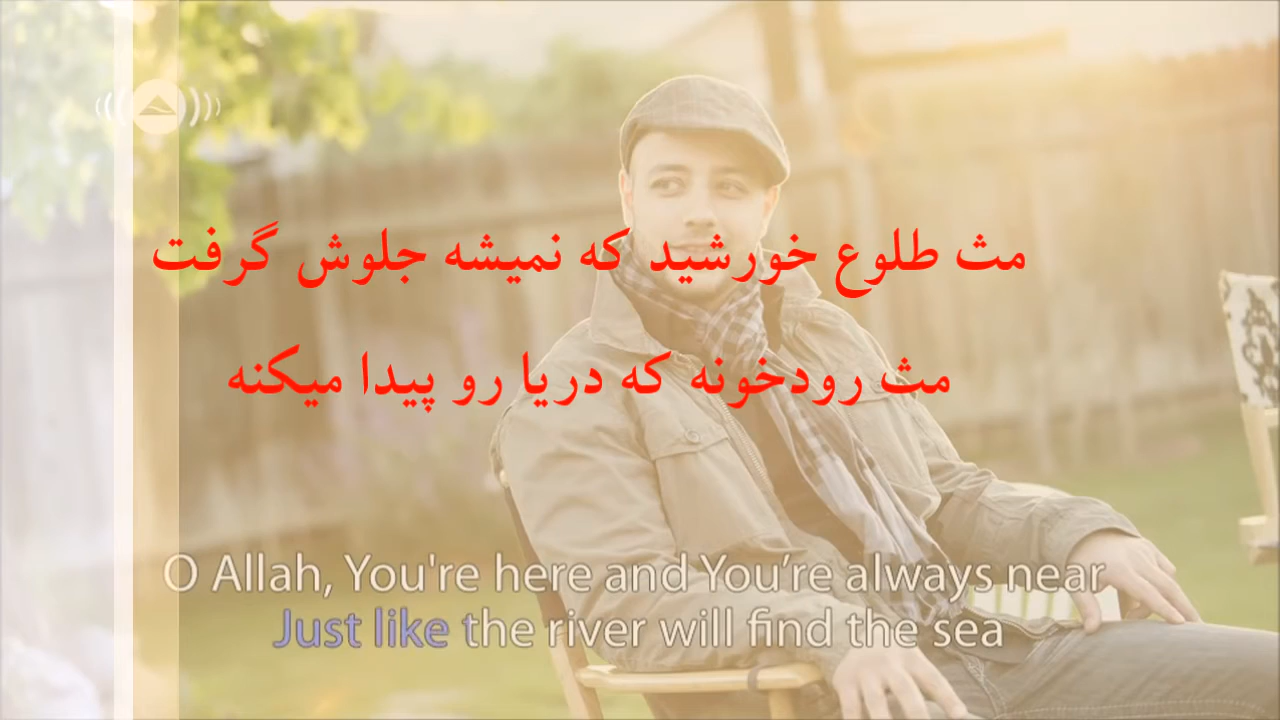 مث طلوع خورشید که نمیشه جلوش گرفت
مث رودخونه که دریا رو پیدا میکنه
O Allah, You're here and You’re always near
Just like the river will find the sea